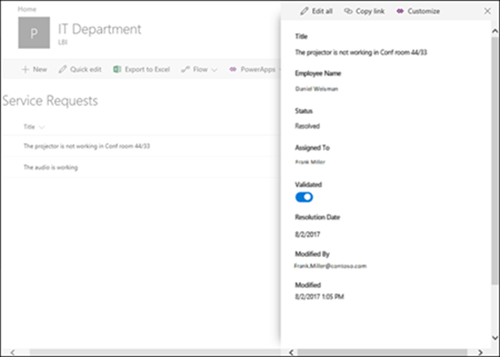 Home
P
IT Department
LBI
New
Quick edit
Export to Excel
Flow
PowerApps
Service Requests
Title
The projector is not working in Conf room 44/33
The audio is working
Edit all
Copy link
Customize
Title
The projector is not working in Conf room 44/33
Employee Name
Daniel Weisman
Status
Resolved
Assigned To
Frank Miller
Validated
Resolution Date
8/2/2017
Modified By
Frank.Miller@contoso.com
Modified
8/2/2017 1:05 PM